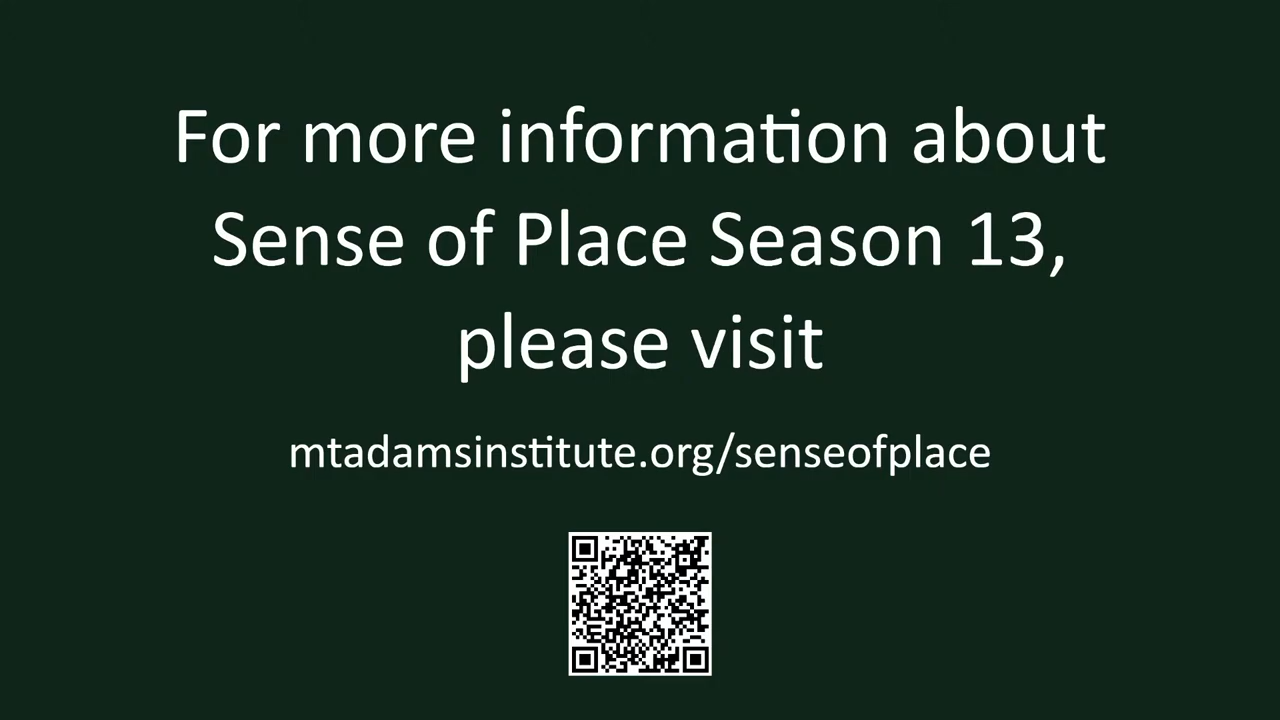 For more information about
Sense of Place Season 13,
please visit
mtadamsinstitute.org/senseofplace